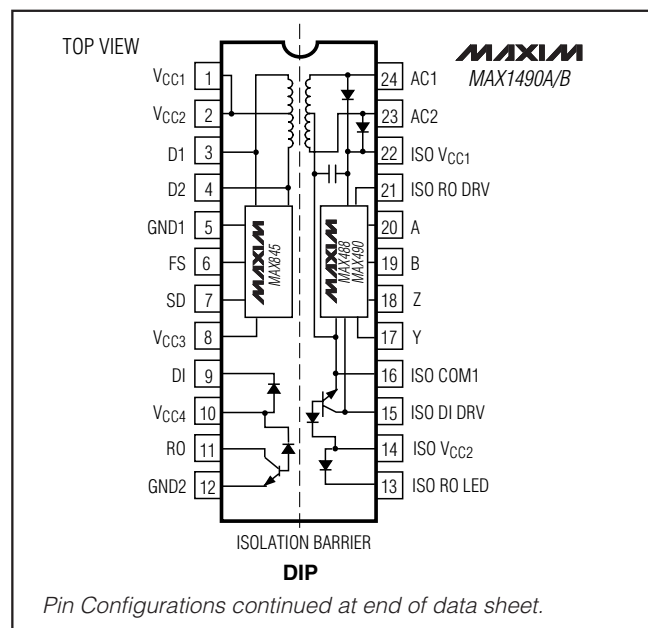 TOP VIEW
MAXIM
MAX1490A/B
VCC1 1
VCC2 2
D1 3
D2 4
GND1 5
FS 6
SD 7
VCC3 8
DI 9
VCC4 10
RO 11
GND2 12
24 AC1
23 AC2
22 ISO VCC1
21 ISO RO DRV
20 A
19 B
18 Z
17 Y
16 ISO COM1
15 ISO DI DRV
14 ISO VCC2
13 ISO RO LED
MAXIM
MAX845
MAXIM
MAX488
MAX490
ISOLATION BARRIER
DIP
Pin Configurations continued at end of data sheet.